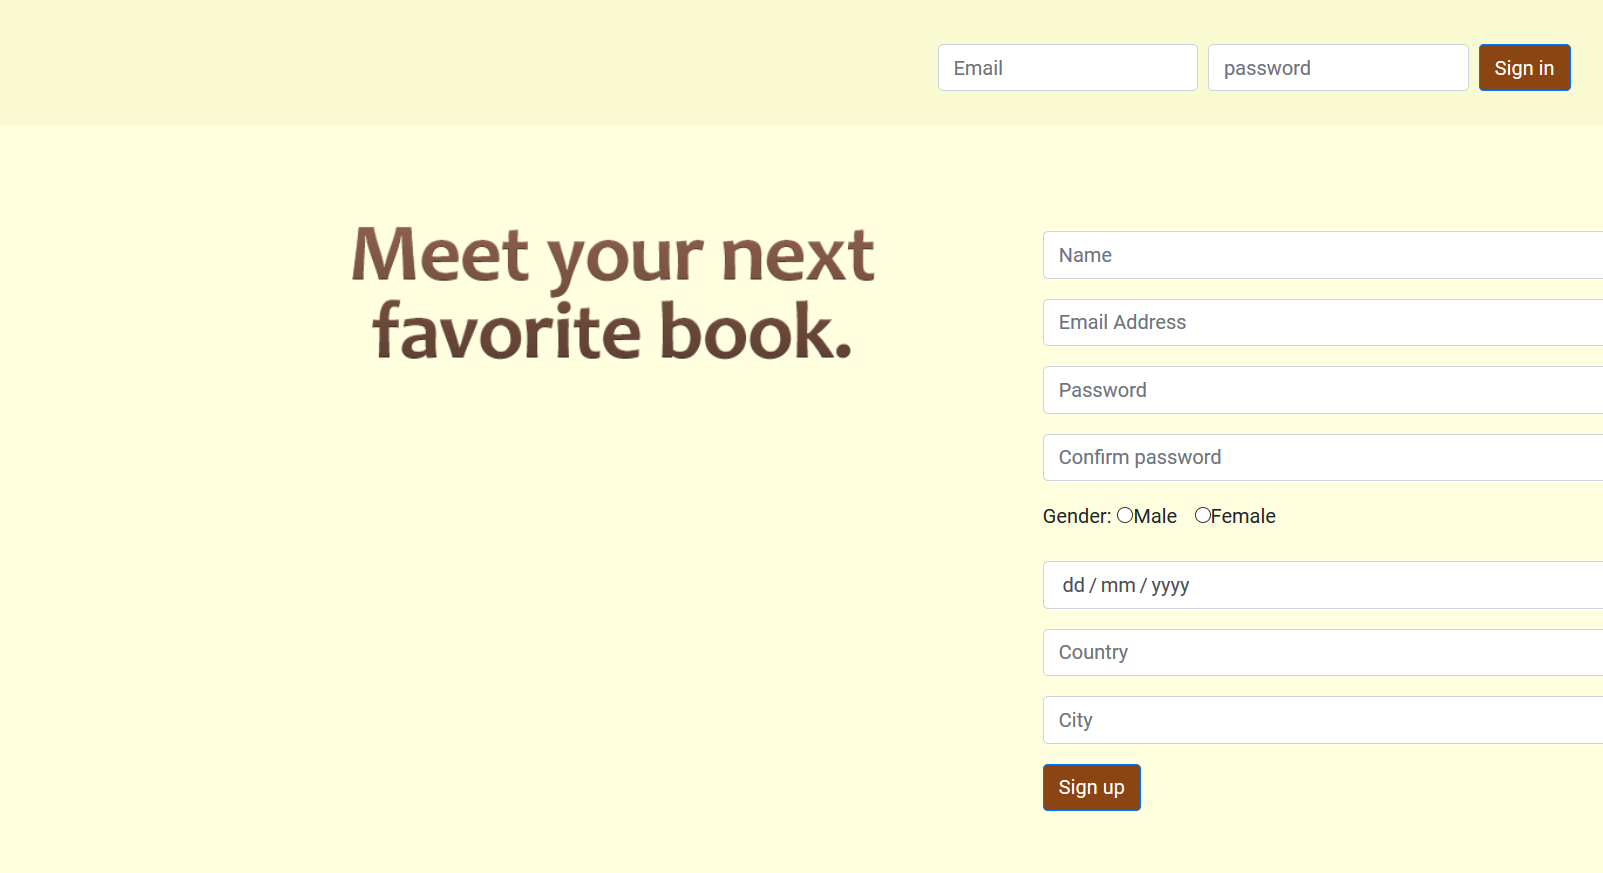 Email password Sign in
Meet your next
favorite book.
Name
Email Address
Password
Confirm password
Gender: Male Female
dd / mm / yyyy
Country
City
Sign up